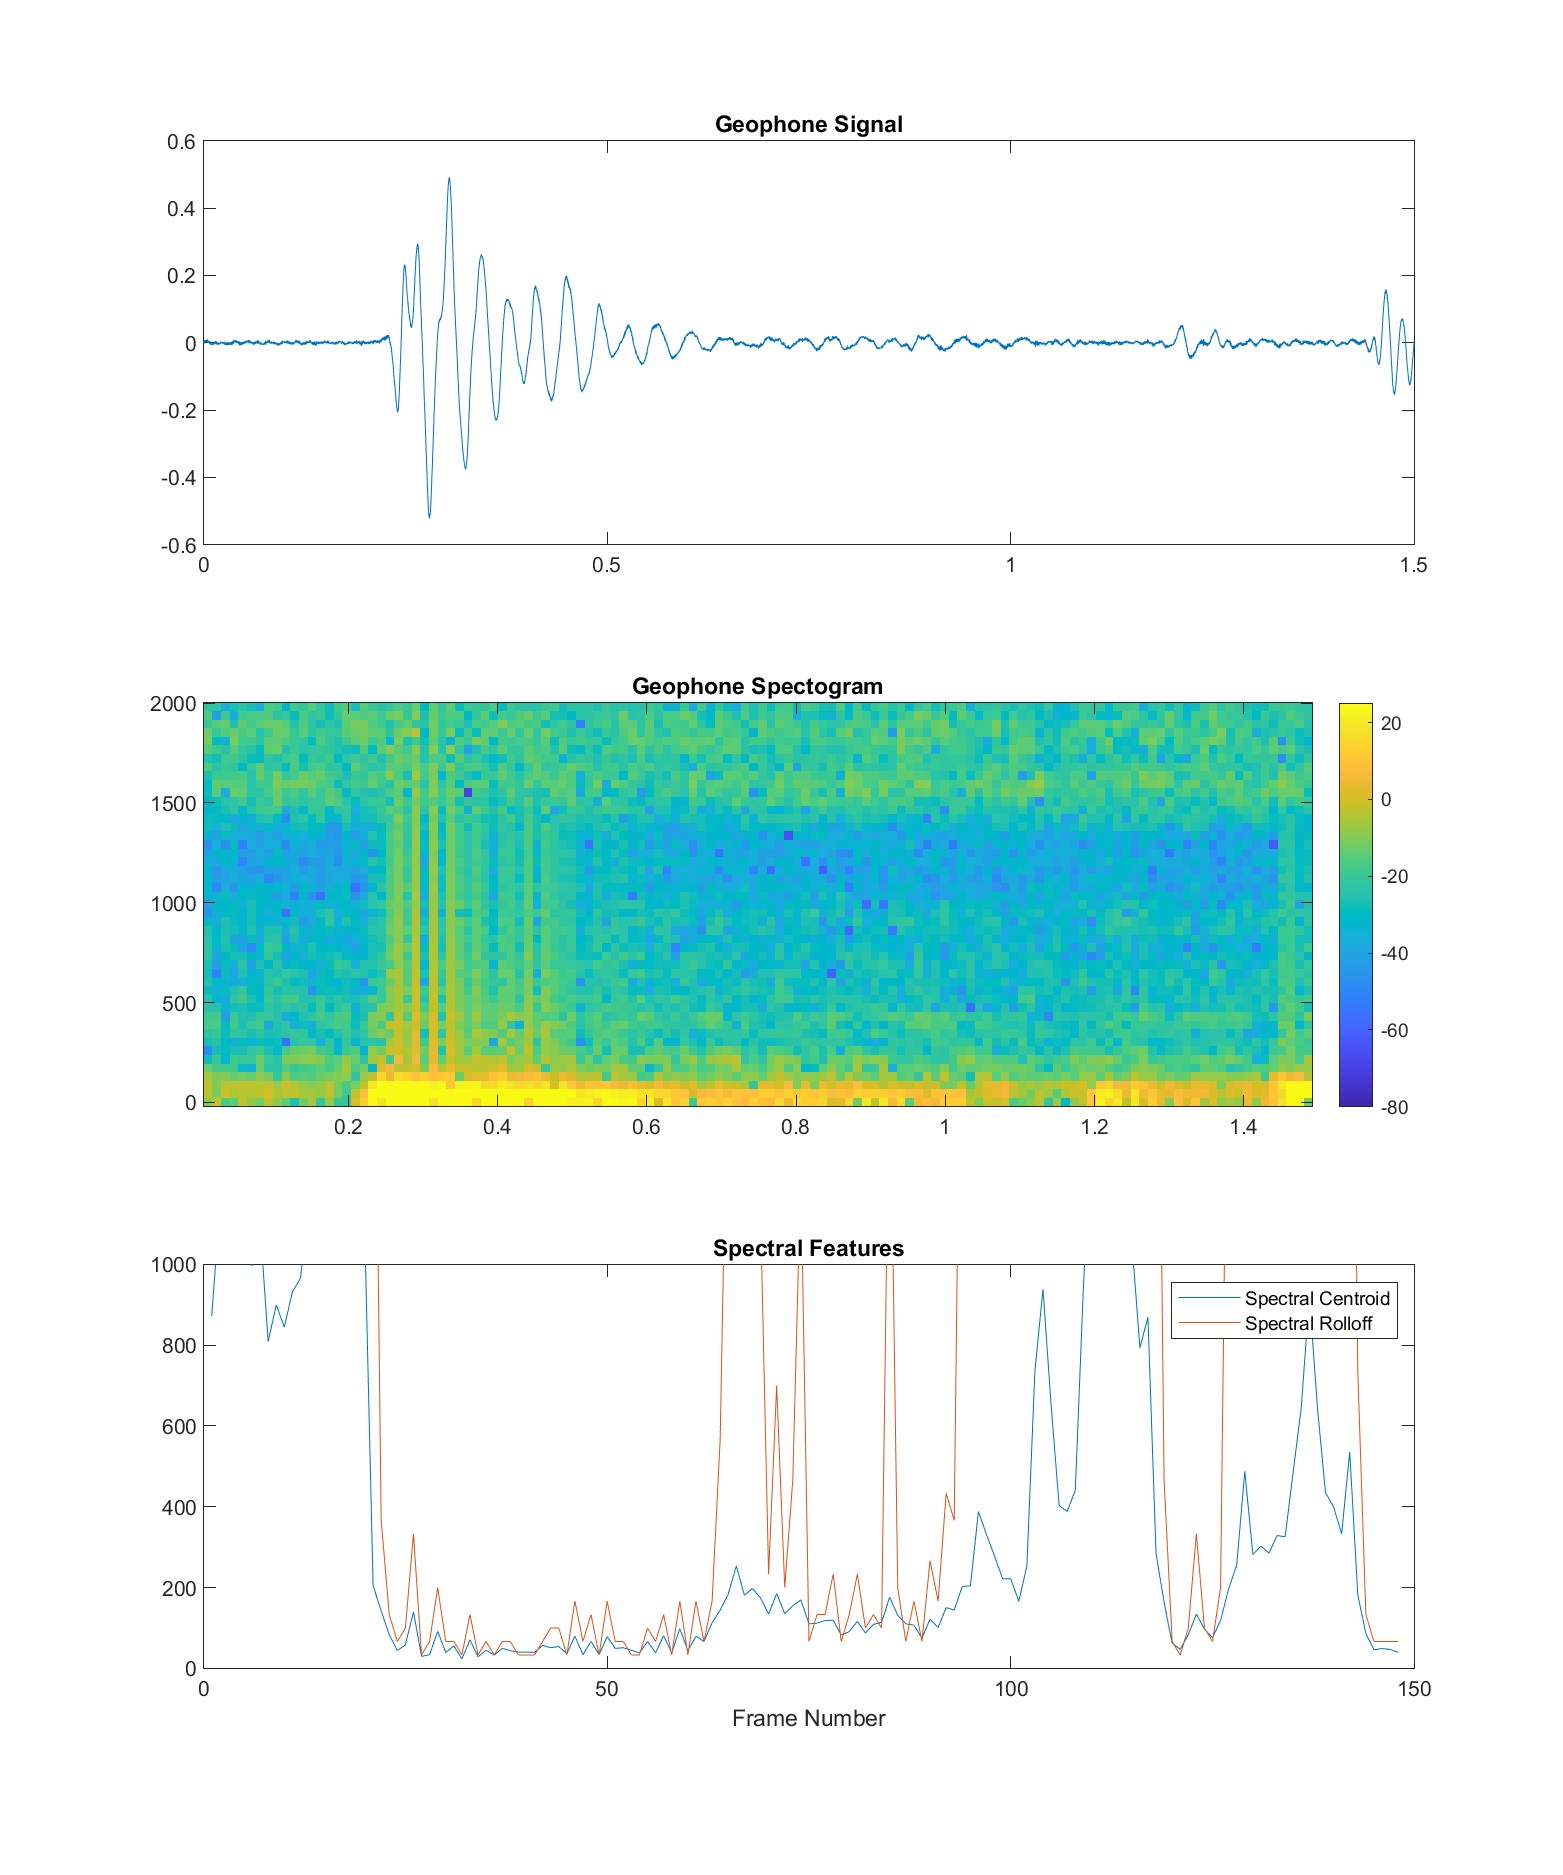 Geophone Signal
0.6
0.4
0.2
0
-0.2
-0.4
-0.6
0 0.5 1 1.5
Geophone Spectogram
2000
1500
1000
500
0
20
0
-20
-40
-60
-80
0.2 0.4 0.6 0.8 1 1.2 1.4
Spectral Features
1000
800
600
400
200
0
Spectral Centroid
Spectral Rolloff
0 50 100 150
Frame Number